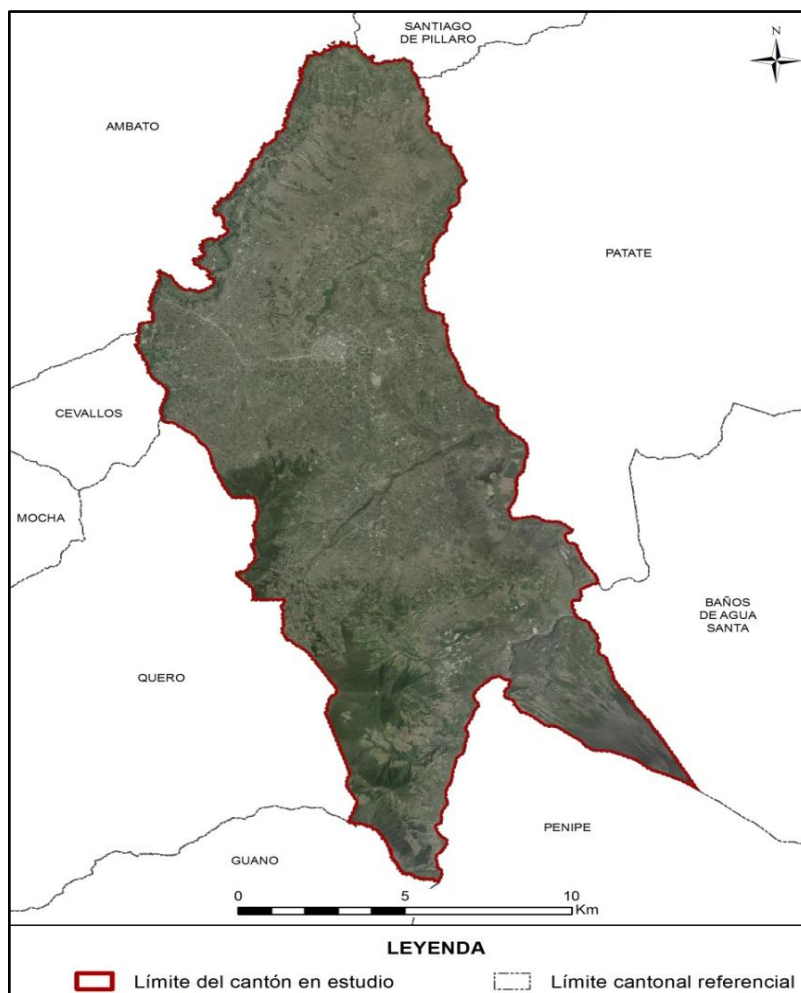 SANTIAGO
DE PILLARO
N
AMBATO
PATATE
CEVALLOS
MOCHA
BAÑOS
DE AGUA
SANTA
QUERO
PENIPE
GUANO
0 5 10
Km
LEYENDA
Límite del cantón en estudio Límite cantonal referencial